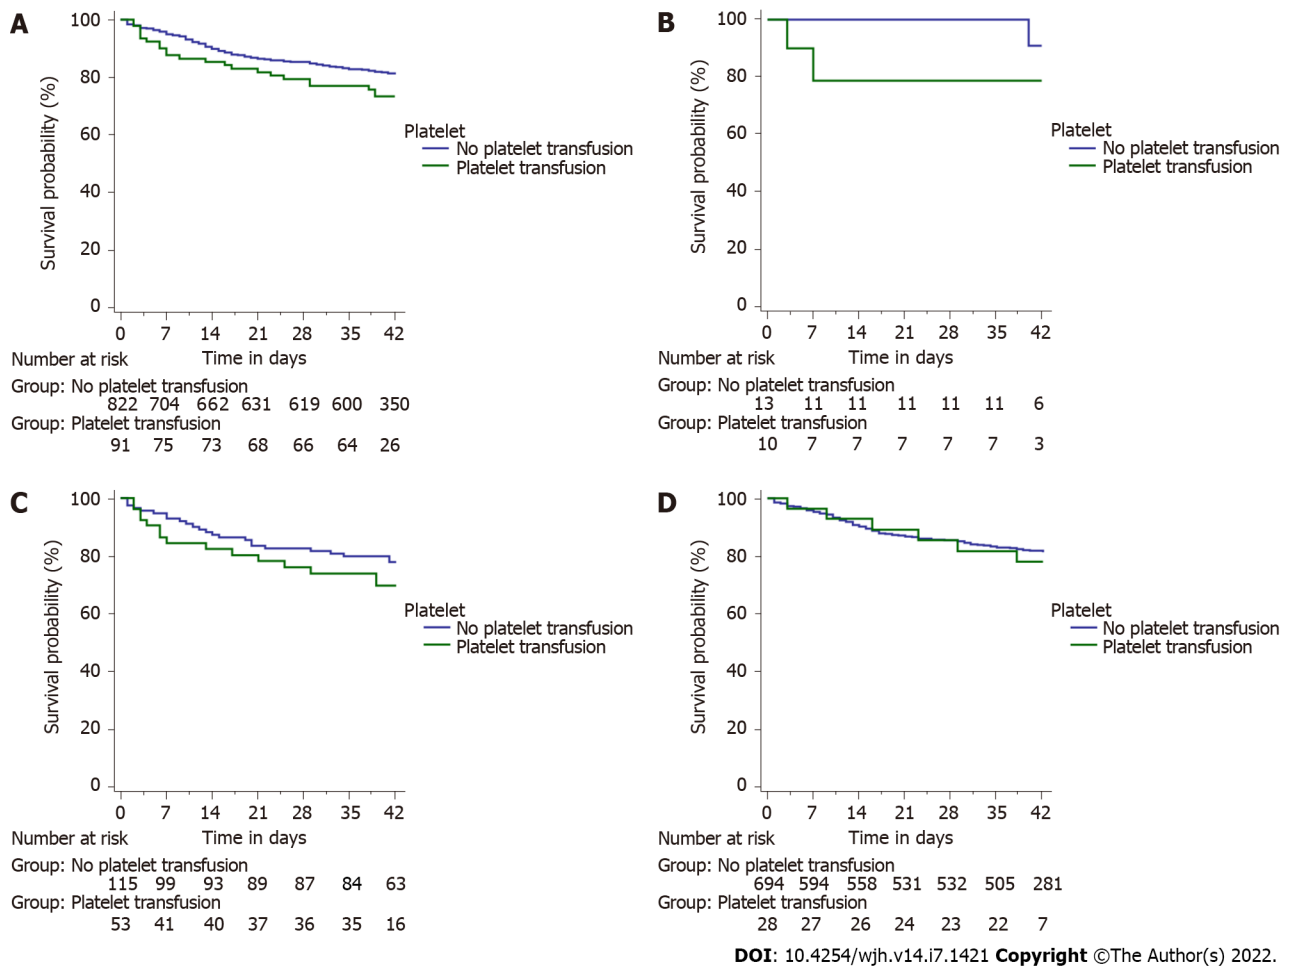 A
Survival probability (%)
100
80
60
40
20
0
0 7 14 21 28 35 42
Time in days
Platelet
No platelet transfusion
Platelet transfusion
Number at risk
Group: No platelet transfusion
822 704 662 631 619 600 350
Group: Platelet transfusion
91 75 73 68 66 64 26
B
Survival probability (%)
100
80
60
40
20
0
0 7 14 21 28 35 42
Time in days
Platelet
No platelet transfusion
Platelet transfusion
Number at risk
Group: No platelet transfusion
13 11 11 11 11 11 6
Group: Platelet transfusion
10 7 7 7 7 7 3
C
Survival probability (%)
100
80
60
40
20
0
0 7 14 21 28 35 42
Time in days
Platelet
No platelet transfusion
Platelet transfusion
Number at risk
Group: No platelet transfusion
115 99 93 89 87 84 63
Group: Platelet transfusion
53 41 40 37 36 35 16
D
Survival probability (%)
100
80
60
40
20
0
0 7 14 21 28 35 42
Time in days
Platelet
No platelet transfusion
Platelet transfusion
Number at risk
Group: No platelet transfusion
694 594 558 531 532 505 281
Group: Platelet transfusion
28 27 26 24 23 22 7
DOI: 10.4254/wjh.v14.i7.1421 Copyright ©The Author(s) 2022.